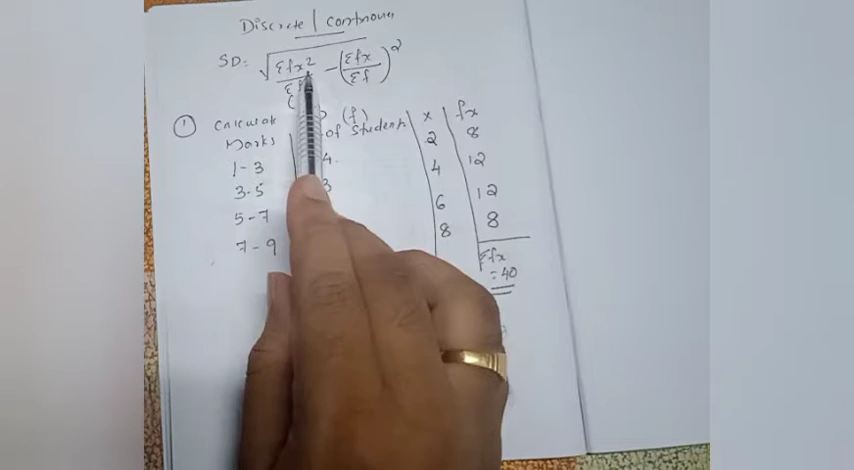 Discrete | continuous
SD: √ Σfx2 / Σf - ( Σfx / Σf )2
① Calculate (f) x fx
Marks of Students 2 8
1-3 4 4 12
3-5 3 6 12
5-7 8 8
7-9 Σfx
= 40